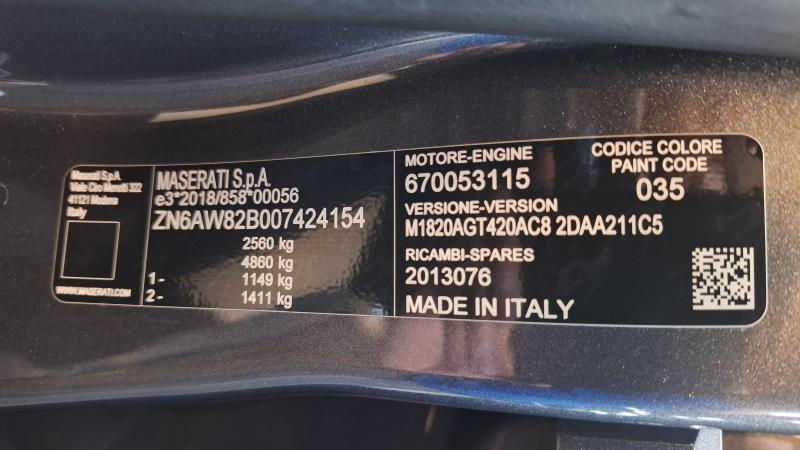 Maserati S.p.A.
Viale Ciro Menotti 322
41121 Modena
Italy
WWW.MASERATI.COM
MASERATI S.p.A.
e3*2018/858*00056
ZN6AW82B007424154
2560 kg
4860 kg
1- 1149 kg
2- 1411 kg
MOTORE-ENGINE
670053115
VERSIONE-VERSION
M1820AGT420AC8 2DAA211C5
RICAMBI-SPARES
2013076
MADE IN ITALY
CODICE COLORE
PAINT CODE
035